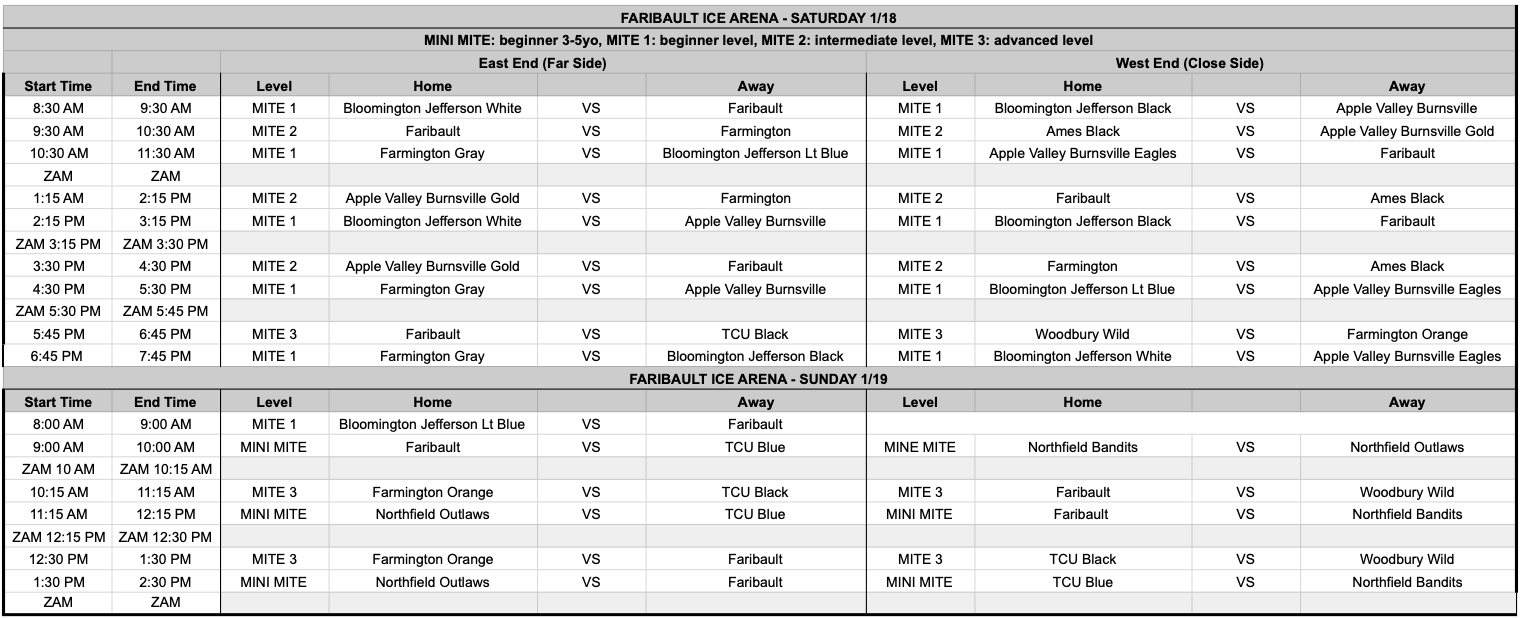 FARIBAULT ICE ARENA - SATURDAY 1/18
MINI MITE: beginner 3-5yo, MITE 1: beginner level, MITE 2: intermediate level, MITE 3: advanced level
East End (Far Side) West End (Close Side)
Start Time End Time Level Home Away Level Home Away
8:30 AM 9:30 AM MITE 1 Bloomington Jefferson White VS Faribault MITE 1 Bloomington Jefferson Black VS Apple Valley Burnsville
9:30 AM 10:30 AM MITE 2 Faribault VS Farmington MITE 2 Ames Black VS Apple Valley Burnsville Gold
10:30 AM 11:30 AM MITE 1 Farmington Gray VS Bloomington Jefferson Lt Blue MITE 1 Apple Valley Burnsville Eagles VS Faribault
ZAM ZAM
1:15 AM 2:15 PM MITE 2 Apple Valley Burnsville Gold VS Farmington MITE 2 Faribault VS Ames Black
2:15 PM 3:15 PM MITE 1 Bloomington Jefferson White VS Apple Valley Burnsville MITE 1 Bloomington Jefferson Black VS Faribault
ZAM 3:15 PM ZAM 3:30 PM
3:30 PM 4:30 PM MITE 2 Apple Valley Burnsville Gold VS Faribault MITE 2 Farmington VS Ames Black
4:30 PM 5:30 PM MITE 1 Farmington Gray VS Apple Valley Burnsville MITE 1 Bloomington Jefferson Lt Blue VS Apple Valley Burnsville Eagles
ZAM 5:30 PM ZAM 5:45 PM
5:45 PM 6:45 PM MITE 3 Faribault VS TCU Black MITE 3 Woodbury Wild VS Farmington Orange
6:45 PM 7:45 PM MITE 1 Farmington Gray VS Bloomington Jefferson Black MITE 1 Bloomington Jefferson White VS Apple Valley Burnsville Eagles
FARIBAULT ICE ARENA - SUNDAY 1/19
Start Time End Time Level Home Away Level Home Away
8:00 AM 9:00 AM MITE 1 Bloomington Jefferson Lt Blue VS Faribault
9:00 AM 10:00 AM MINI MITE Faribault VS TCU Blue MINE MITE Northfield Bandits VS Northfield Outlaws
ZAM 10 AM ZAM 10:15 AM
10:15 AM 11:15 AM MITE 3 Farmington Orange VS TCU Black MITE 3 Faribault VS Woodbury Wild
11:15 AM 12:15 PM MINI MITE Northfield Outlaws VS TCU Blue MINI MITE Faribault VS Northfield Bandits
ZAM 12:15 PM ZAM 12:30 PM
12:30 PM 1:30 PM MITE 3 Farmington Orange VS Faribault MITE 3 TCU Black VS Woodbury Wild
1:30 PM 2:30 PM MINI MITE Northfield Outlaws VS Faribault MINI MITE TCU Blue VS Northfield Bandits
ZAM ZAM